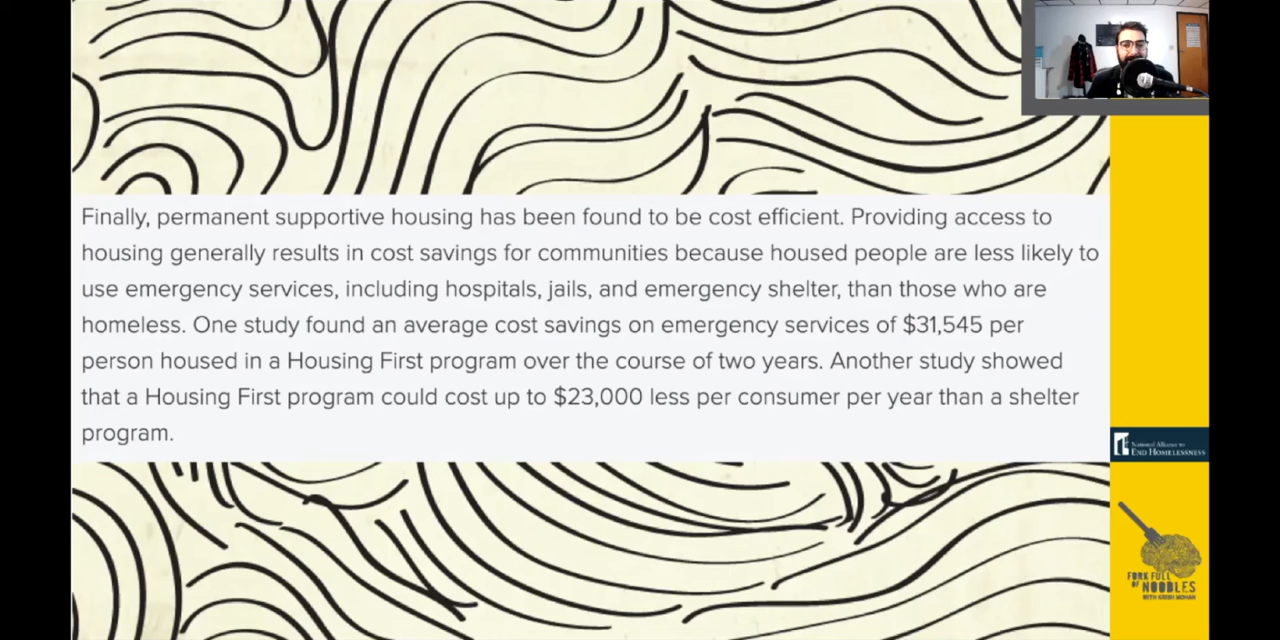 Finally, permanent supportive housing has been found to be cost efficient. Providing access to
housing generally results in cost savings for communities because housed people are less likely to
use emergency services, including hospitals, jails, and emergency shelter, than those who are
homeless. One study found an average cost savings on emergency services of $31,545 per
person housed in a Housing First program over the course of two years. Another study showed
that a Housing First program could cost up to $23,000 less per consumer per year than a shelter
program.
National Alliance to
END HOMELESSNESS
FORK FULL
OF NOODLES
WITH KRISH MOHAN